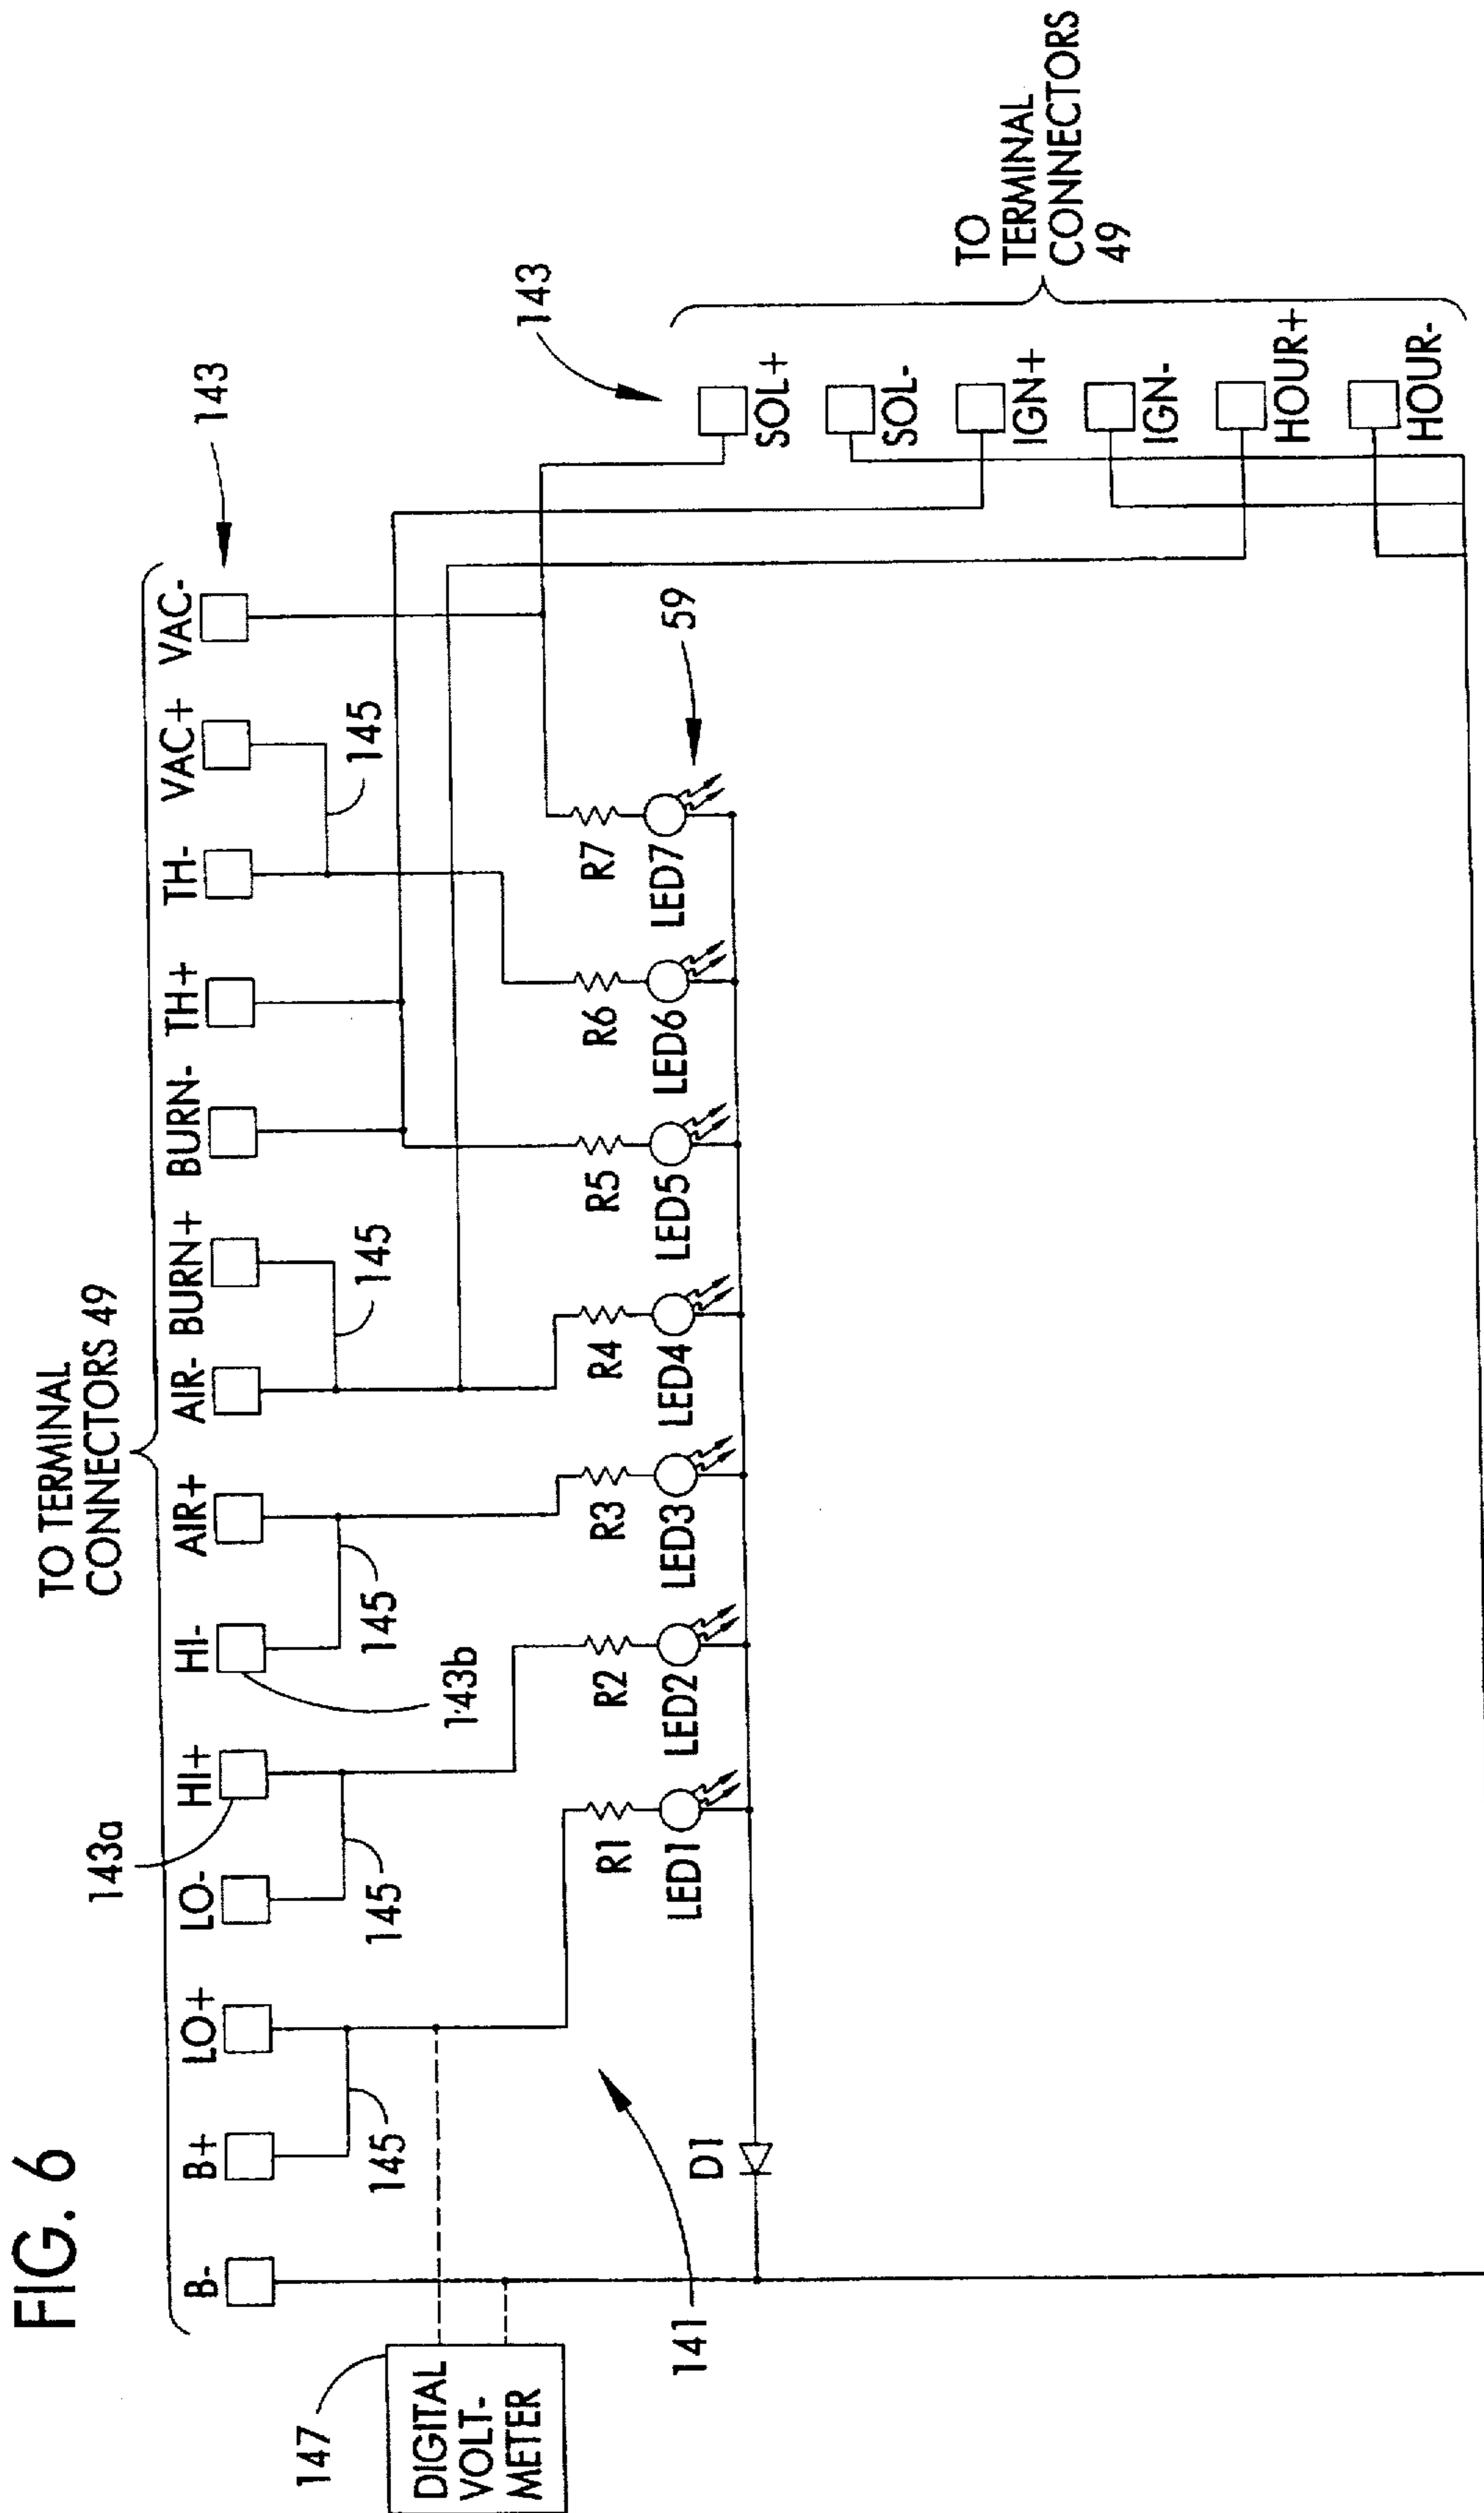 FIG. 6
TO TERMINAL
CONNECTORS 49
143a
143
B-
B+
LO+
LO-
HI+
HI-
AIR+
AIR-
BURN+
BURN-
TH+
TH-
VAC+
VAC-
147
DIGITAL
VOLT-
METER
145
145
145
143b
145
145
141
R1
R2
R3
R4
R5
R6
R7
LED1
LED2
LED3
LED4
LED5
LED6
LED7
59
D1
143
SOL+
SOL-
IGN+
IGN-
HOUR+
HOUR-
TO
TERMINAL
CONNECTORS
49